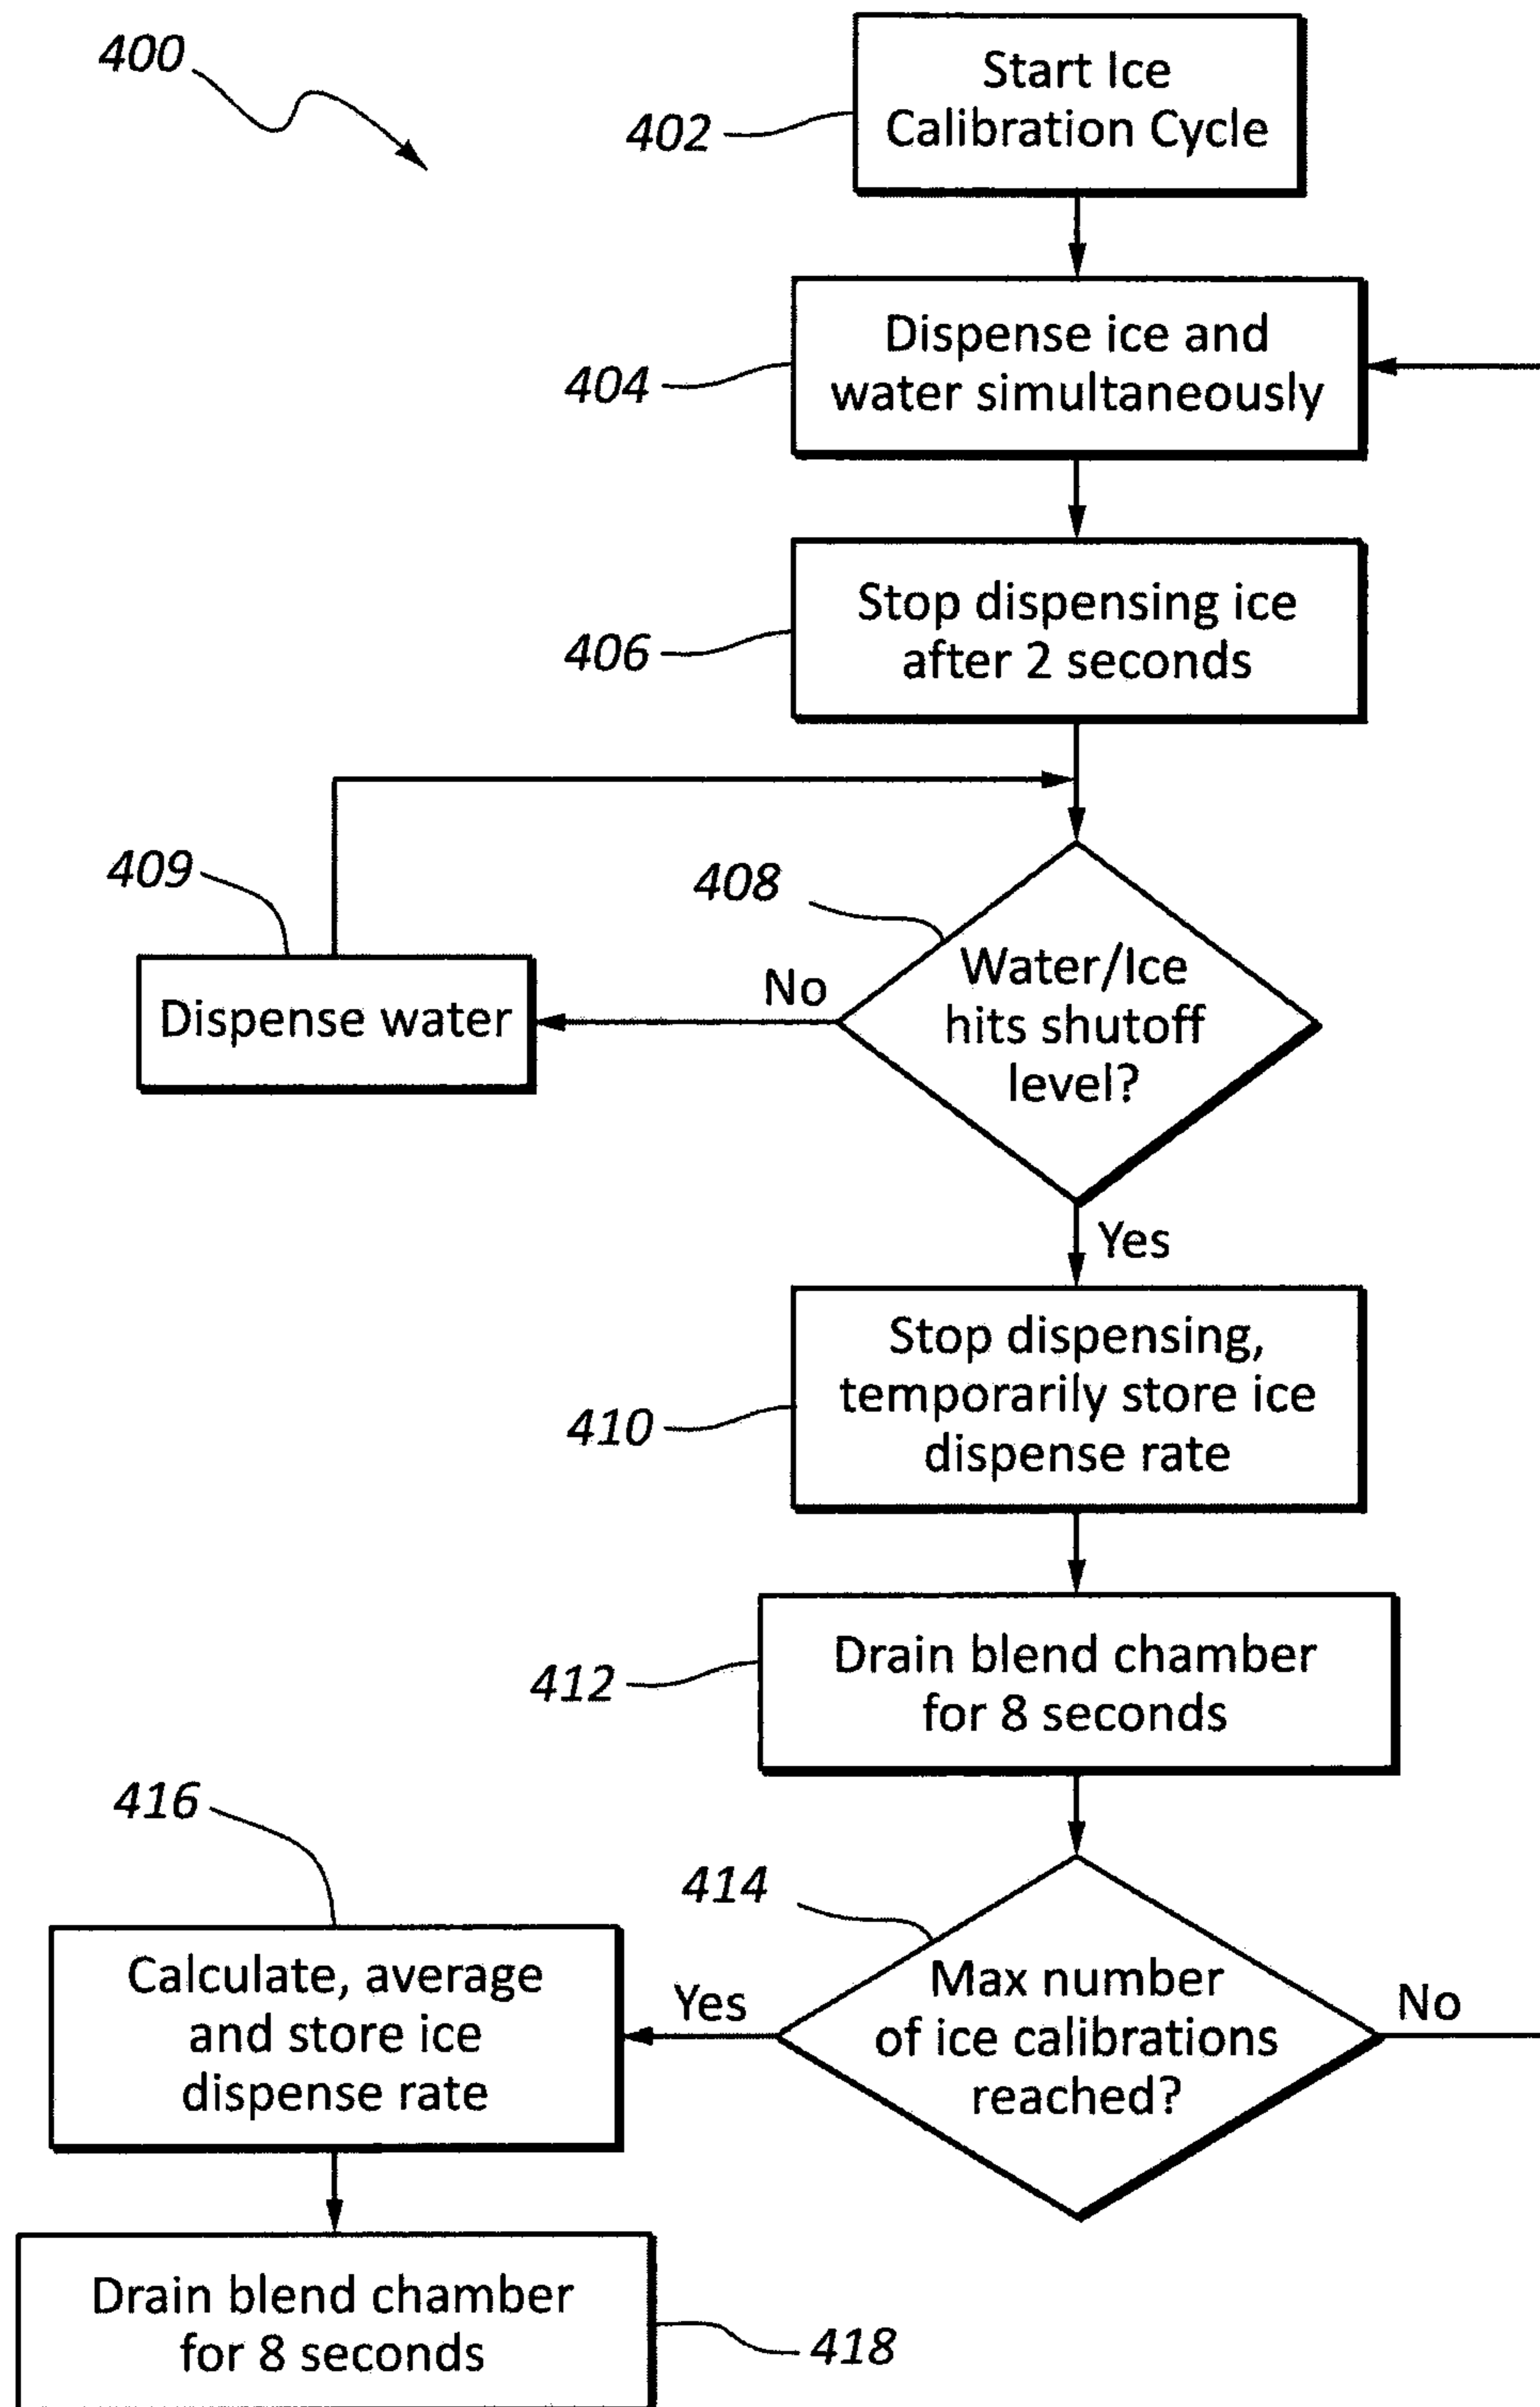 400
Start Ice
Calibration Cycle
402
Dispense ice and
water simultaneously
404
Stop dispensing ice
after 2 seconds
406
409
408
Water/Ice
hits shutoff
level?
No
Dispense water
Yes
Stop dispensing,
temporarily store ice
dispense rate
410
Drain blend chamber
for 8 seconds
412
416
414
Max number
of ice calibrations
reached?
Yes
No
Calculate, average
and store ice
dispense rate
Drain blend chamber
for 8 seconds
418